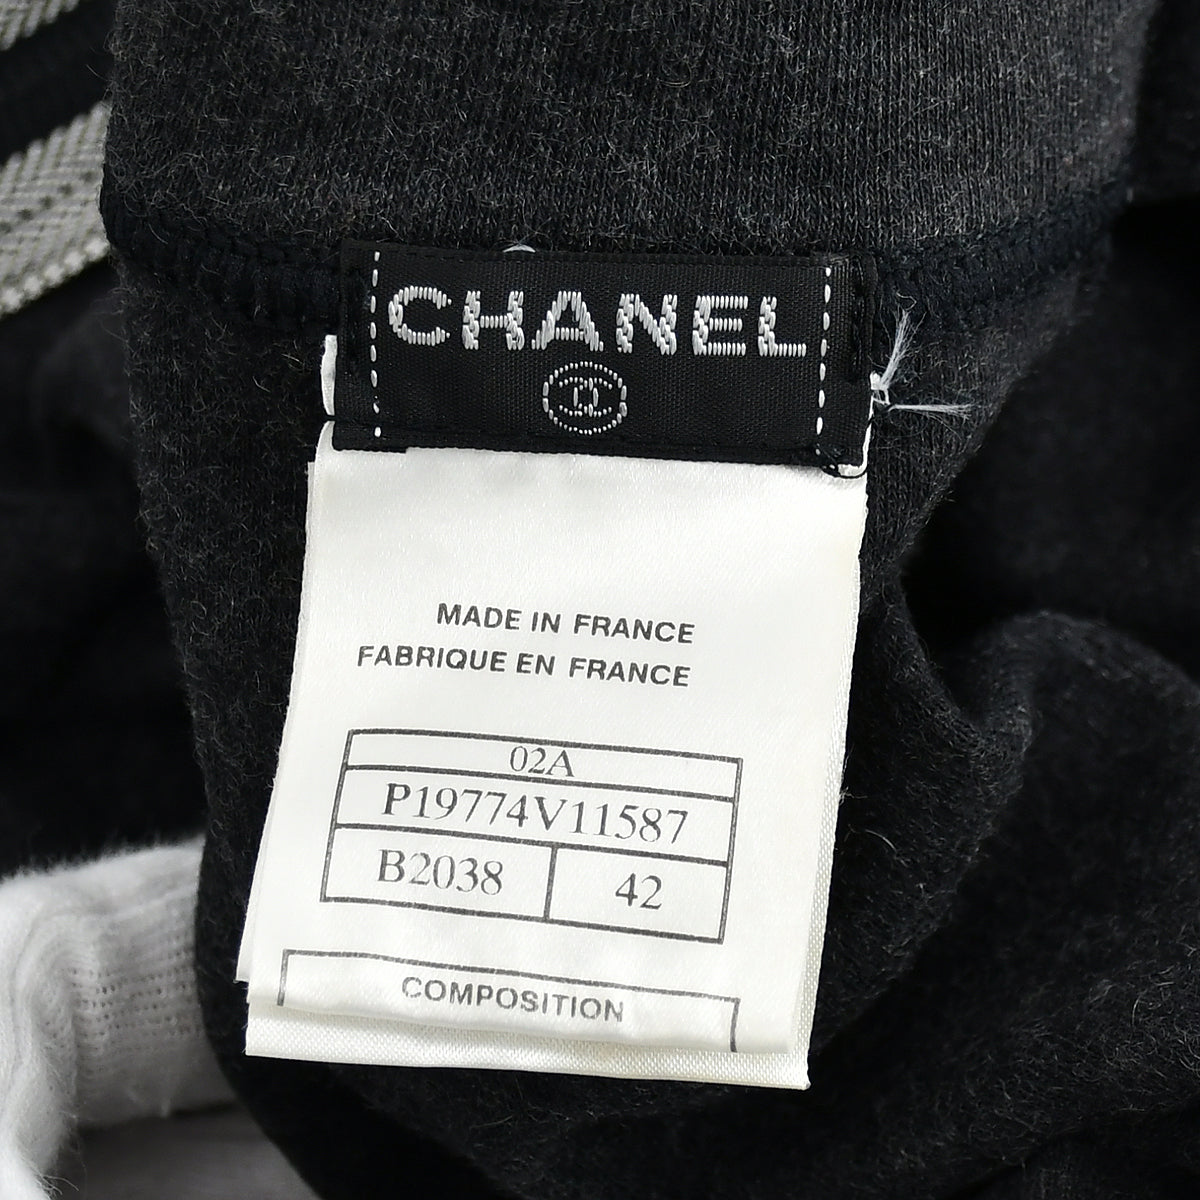 CHANEL
MADE IN FRANCE
FABRIQUE EN FRANCE
02A
P19774V11587
B2038 42
COMPOSITION